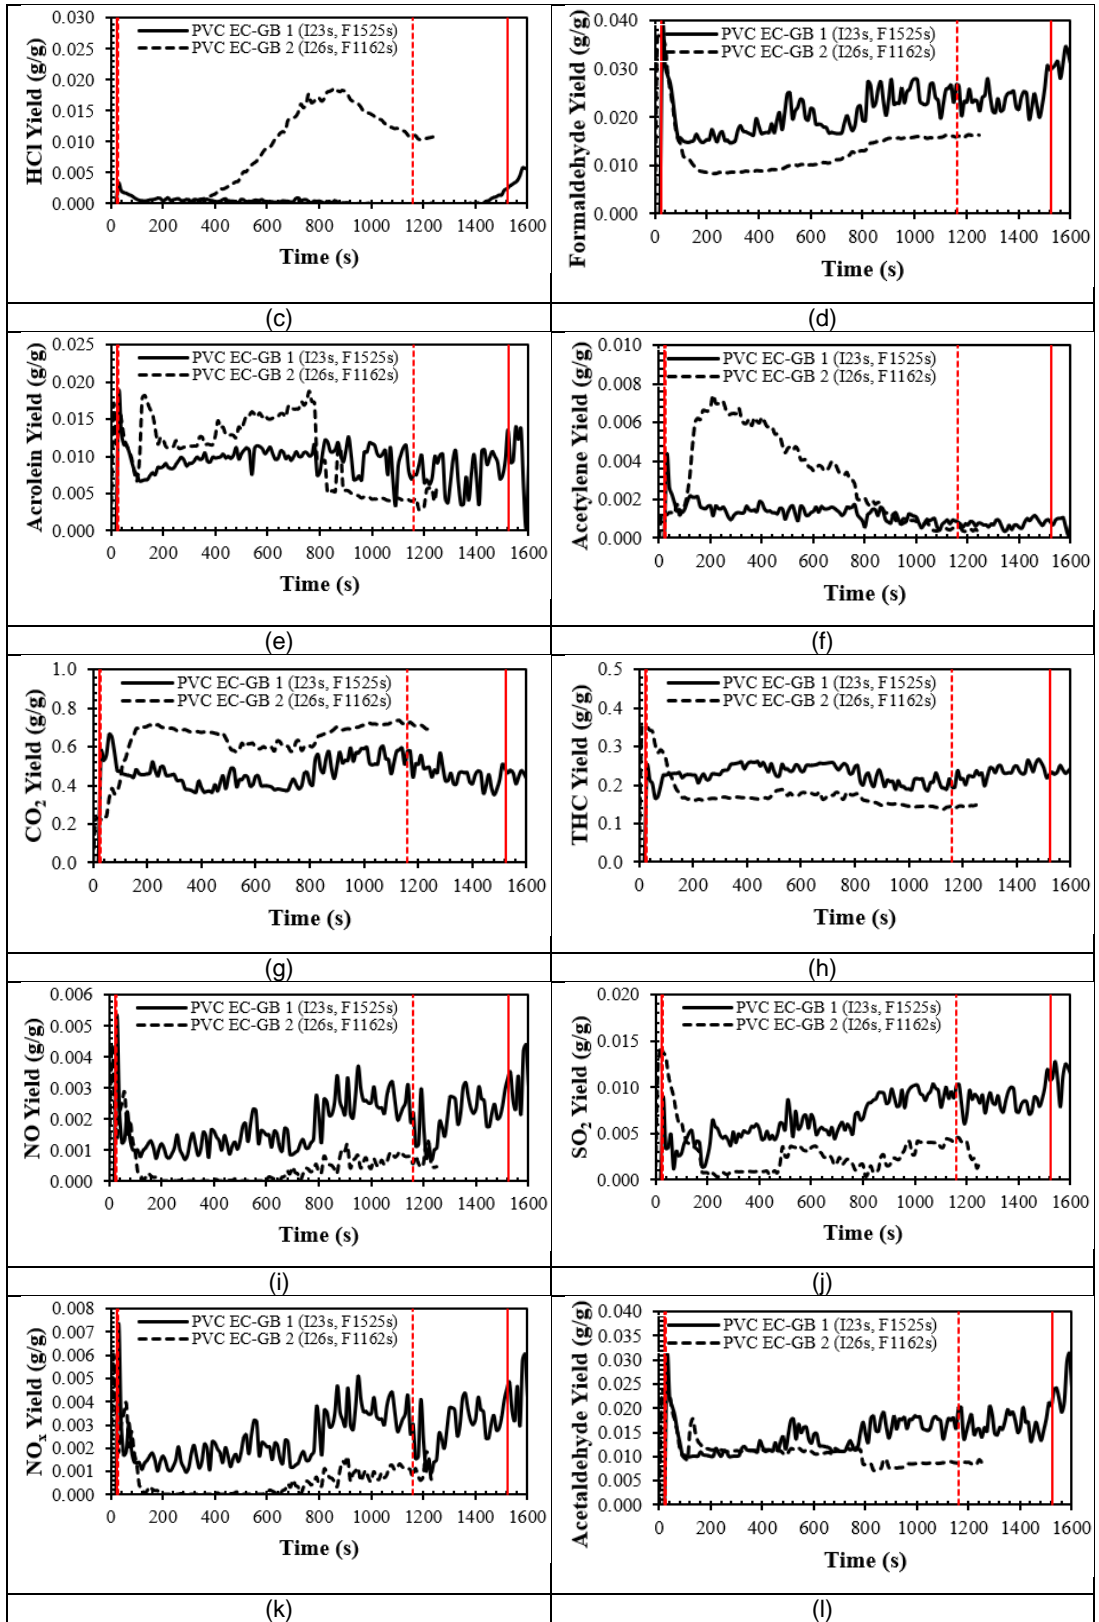 HCl Yield (g/g)
0.030
0.025
0.020
0.015
0.010
0.005
0.000
PVC EC-GB 1 (I23s, F1525s)
PVC EC-GB 2 (I26s, F1162s)
0 200 400 600 800 1000 1200 1400 1600
Time (s)
(c)
Formaldehyde Yield (g/g)
0.040
0.030
0.020
0.010
0.000
PVC EC-GB 1 (I23s, F1525s)
PVC EC-GB 2 (I26s, F1162s)
0 200 400 600 800 1000 1200 1400 1600
Time (s)
(d)
Acrolein Yield (g/g)
0.025
0.020
0.015
0.010
0.005
0.000
PVC EC-GB 1 (I23s, F1525s)
PVC EC-GB 2 (I26s, F1162s)
0 200 400 600 800 1000 1200 1400 1600
Time (s)
(e)
Acetylene Yield (g/g)
0.010
0.008
0.006
0.004
0.002
0.000
PVC EC-GB 1 (I23s, F1525s)
PVC EC-GB 2 (I26s, F1162s)
0 200 400 600 800 1000 1200 1400 1600
Time (s)
(f)
CO₂ Yield (g/g)
1.0
0.8
0.6
0.4
0.2
0.0
PVC EC-GB 1 (I23s, F1525s)
PVC EC-GB 2 (I26s, F1162s)
0 200 400 600 800 1000 1200 1400 1600
Time (s)
(g)
THC Yield (g/g)
0.5
0.4
0.3
0.2
0.1
0.0
PVC EC-GB 1 (I23s, F1525s)
PVC EC-GB 2 (I26s, F1162s)
0 200 400 600 800 1000 1200 1400 1600
Time (s)
(h)
NO Yield (g/g)
0.006
0.005
0.004
0.003
0.002
0.001
0.000
PVC EC-GB 1 (I23s, F1525s)
PVC EC-GB 2 (I26s, F1162s)
0 200 400 600 800 1000 1200 1400 1600
Time (s)
(i)
SO₂ Yield (g/g)
0.020
0.015
0.010
0.005
0.000
PVC EC-GB 1 (I23s, F1525s)
PVC EC-GB 2 (I26s, F1162s)
0 200 400 600 800 1000 1200 1400 1600
Time (s)
(j)
NOₓ Yield (g/g)
0.008
0.007
0.006
0.005
0.004
0.003
0.002
0.001
0.000
PVC EC-GB 1 (I23s, F1525s)
PVC EC-GB 2 (I26s, F1162s)
0 200 400 600 800 1000 1200 1400 1600
Time (s)
(k)
Acetaldehyde Yield (g/g)
0.040
0.035
0.030
0.025
0.020
0.015
0.010
0.005
0.000
PVC EC-GB 1 (I23s, F1525s)
PVC EC-GB 2 (I26s, F1162s)
0 200 400 600 800 1000 1200 1400 1600
Time (s)
(l)